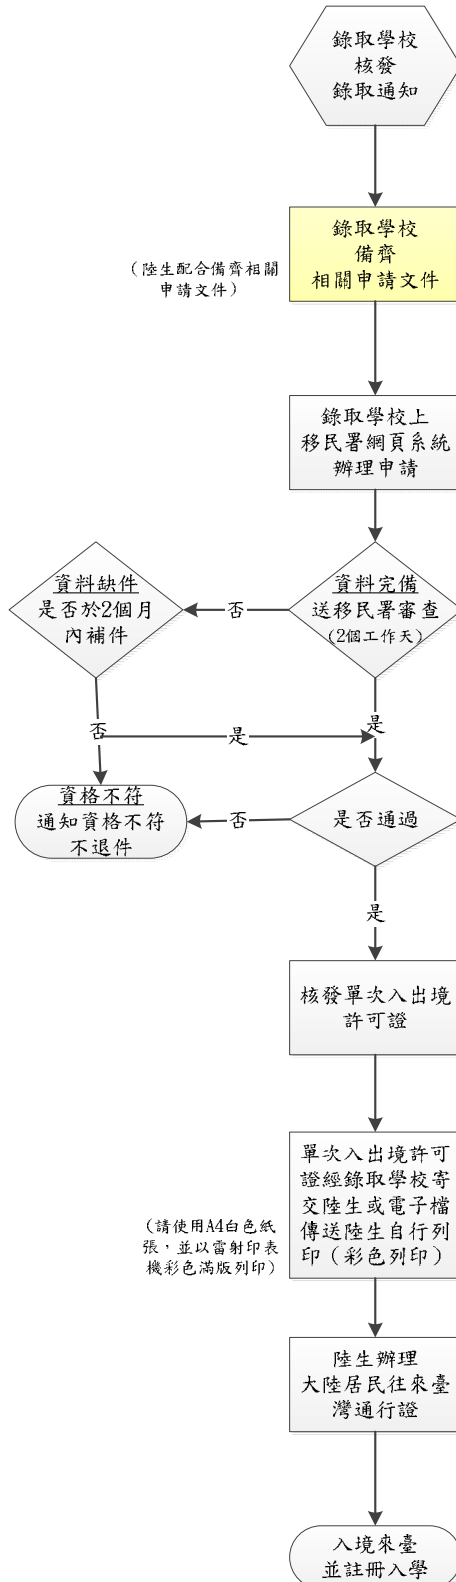 錄取學校
核發
錄取通知
錄取學校
備齊
相關申請文件
（陸生配合備齊相關
申請文件）
錄取學校上
移民署網頁系統
辦理申請
資料缺件
是否於2個月
內補件
否
資料完備
送移民署審查
(2個工作天)
否
是
是
資格不符
通知資格不符
不退件
否
是否通過
是
核發單次入出境
許可證
單次入出境許可
證經錄取學校寄
交陸生或電子檔
傳送陸生自行列
印（彩色列印）
（請使用A4白色紙
張，並以雷射印表
機彩色滿版列印）
陸生辦理
大陸居民往來臺
灣通行證
入境來臺
並註冊入學